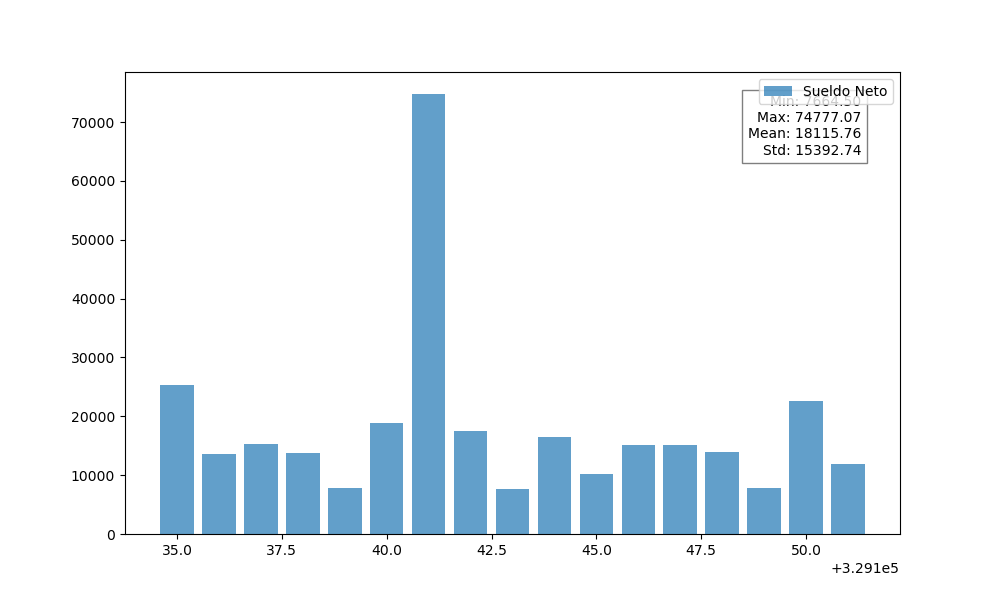 Sueldo Neto
Min: 7664.50
Max: 74777.07
Mean: 18115.76
Std: 15392.74
70000
60000
50000
40000
30000
20000
10000
0
35.0 37.5 40.0 42.5 45.0 47.5 50.0
+3.291e5